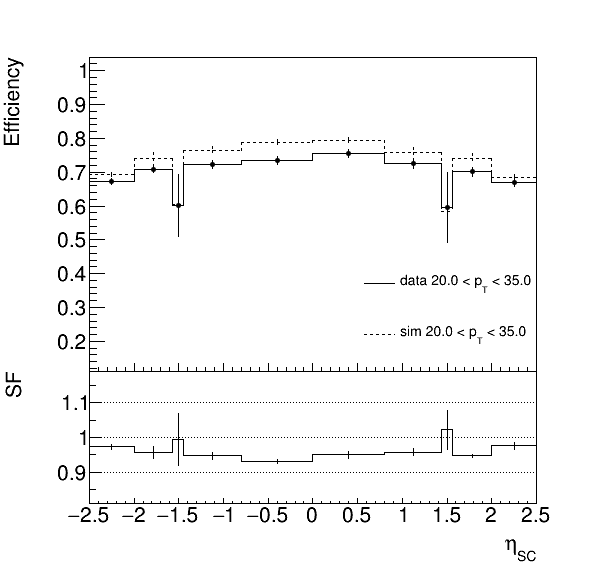 Efficiency
1
0.9
0.8
0.7
0.6
0.5
0.4
0.3
0.2
data 20.0 < p_T < 35.0
sim 20.0 < p_T < 35.0
SF
1.1
1
0.9
−2.5 −2 −1.5 −1 −0.5 0 0.5 1 1.5 2 2.5
η_SC